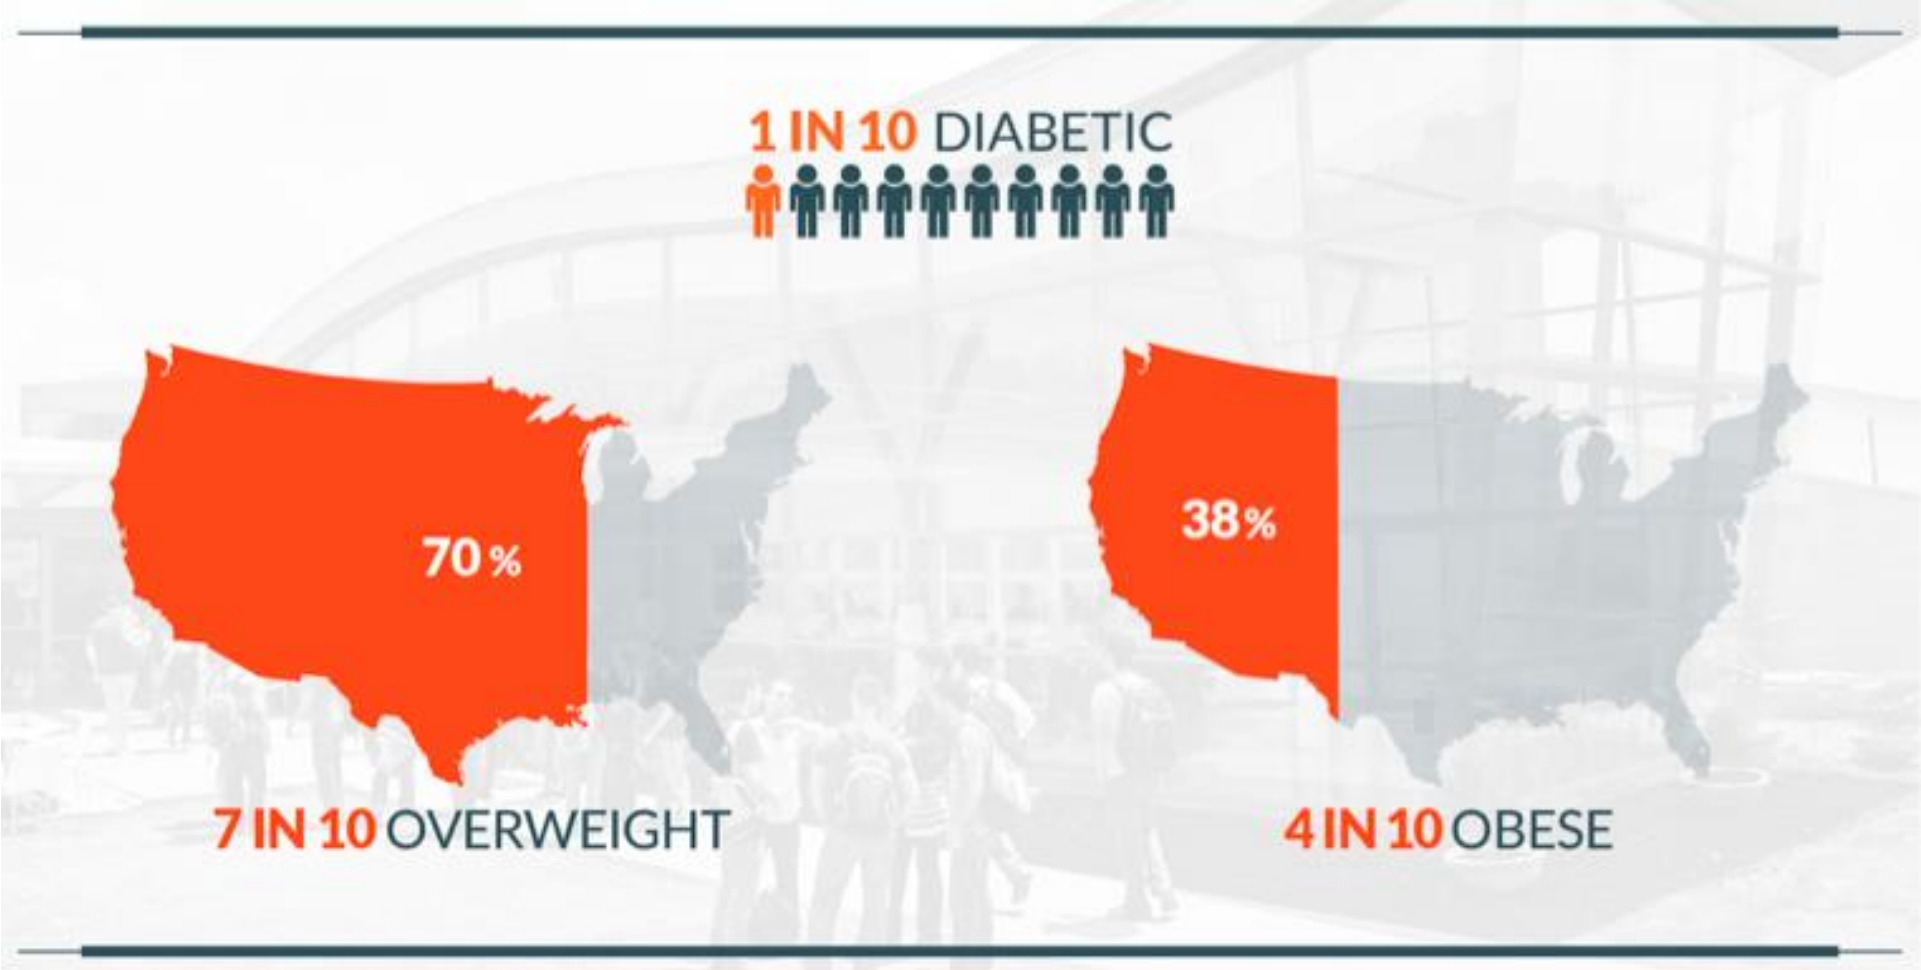 1 IN 10 DIABETIC
70%
38%
7 IN 10 OVERWEIGHT
4 IN 10 OBESE